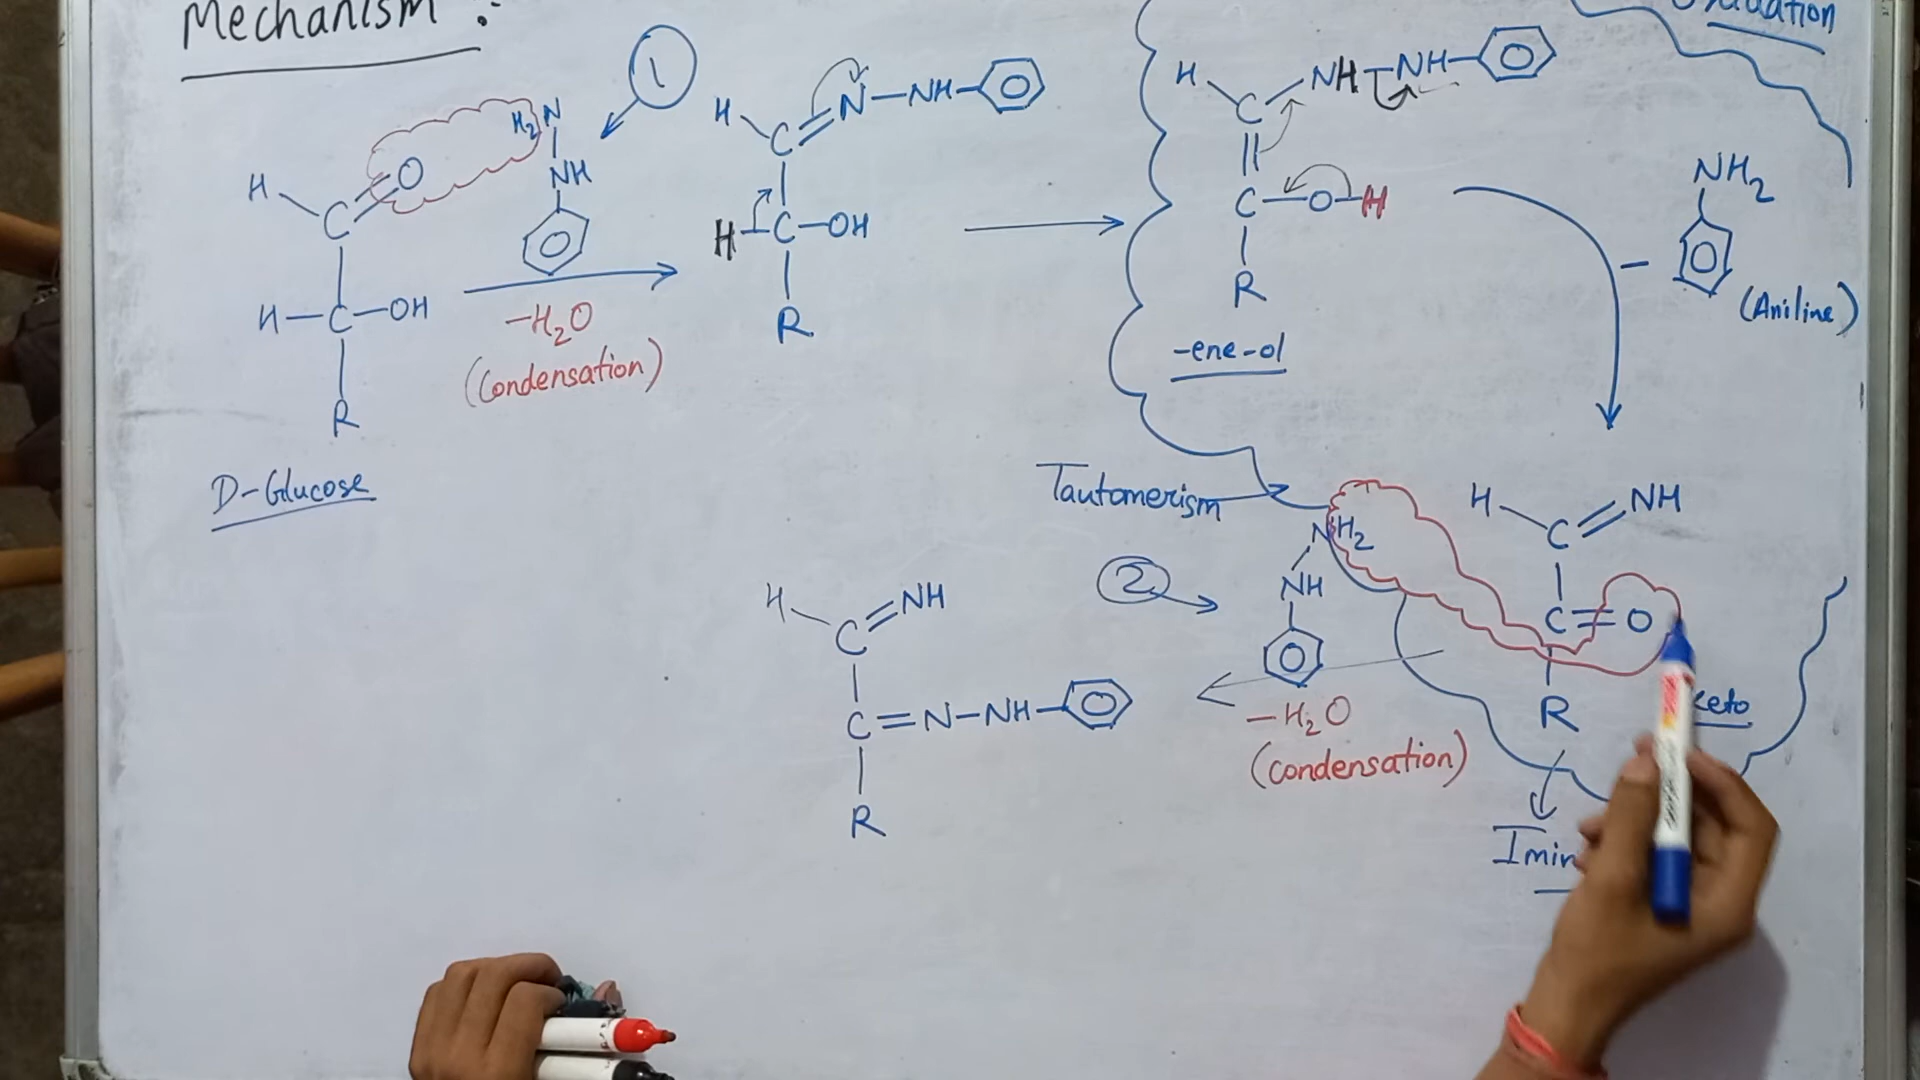 Mechanism :
1
H
C
O
H₂N
NH
H—C—OH
R
D-Glucose
—H₂O
(Condensation)
H
C=N—NH
H—C—OH
R
H
C—NH—NH
C—O—H
R
-ene-ol
NH₂
—
(Aniline)
Tautomerism
H
C=NH
C=O
R
keto
2
NH₂
NH
—H₂O
(condensation)
H
C=NH
C=N—NH
R